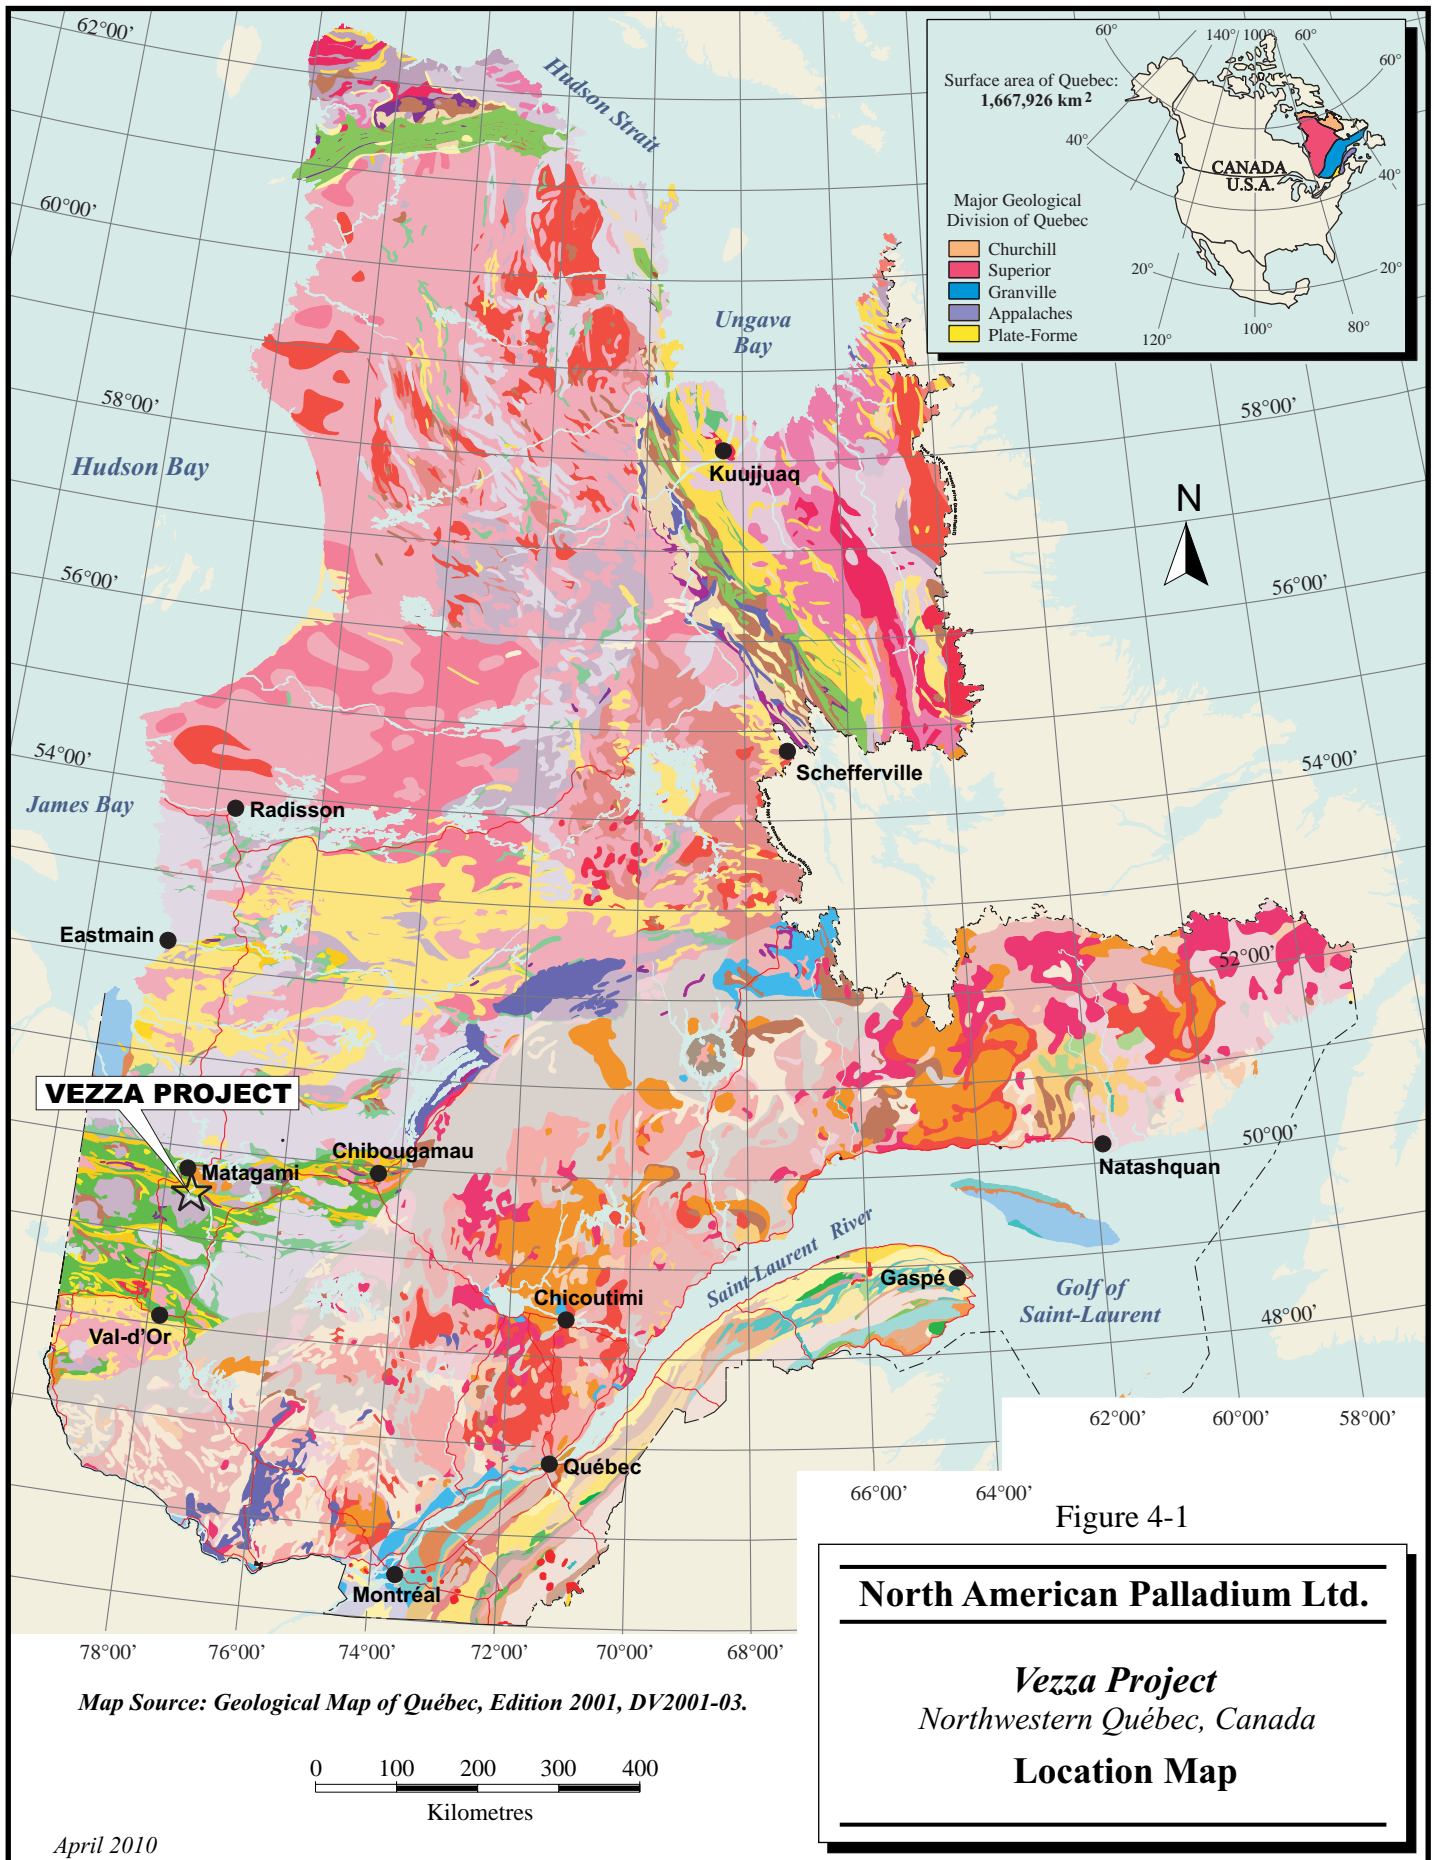 62°00'
60°00'
58°00'
56°00'
54°00'
Hudson Strait
Ungava
Bay
Hudson Bay
James Bay
Surface area of Quebec:
1,667,926 km2
Major Geological
Division of Quebec
Churchill
Superior
Granville
Appalaches
Plate-Forme
CANADA
U.S.A.
60°
140°
100°
60°
60°
40°
40°
20°
20°
120°
100°
80°
58°00'
N
56°00'
54°00'
52°00'
50°00'
48°00'
Kuujjuaq
Schefferville
Radisson
Eastmain
VEZZA PROJECT
Matagami
Chibougamau
Natashquan
Saint-Laurent River
Gaspé
Golf of
Saint-Laurent
Chicoutimi
Val-d'Or
Québec
Montréal
62°00'
60°00'
58°00'
66°00'
64°00'
78°00'
76°00'
74°00'
72°00'
70°00'
68°00'
Map Source: Geological Map of Québec, Edition 2001, DV2001-03.
0 100 200 300 400
Kilometres
April 2010
Figure 4-1
North American Palladium Ltd.
Vezza Project
Northwestern Québec, Canada
Location Map